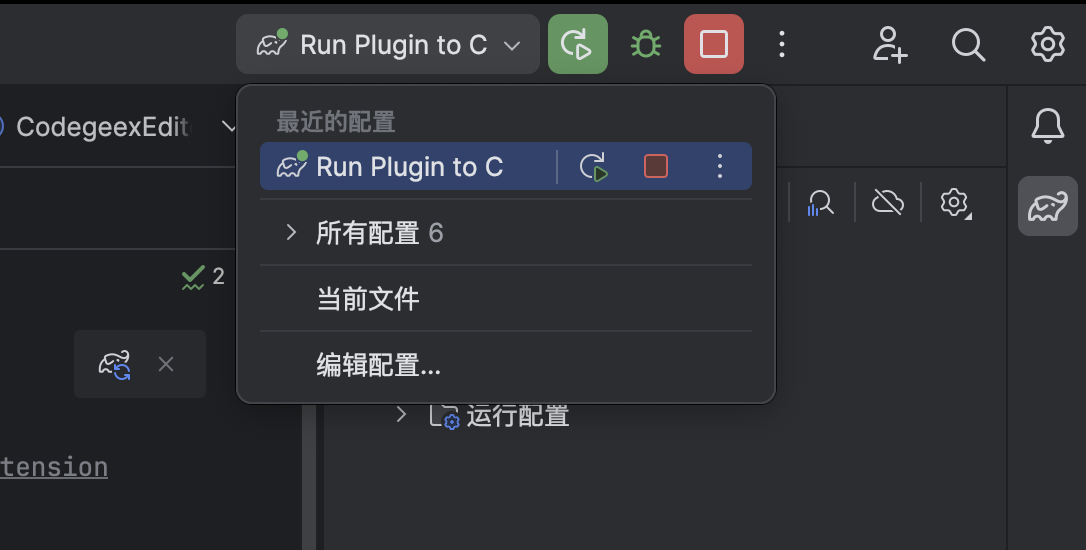 Run Plugin to C
CodegeexEdit
最近的配置
Run Plugin to C
所有配置 6
2
当前文件
编辑配置...
运行配置
tension